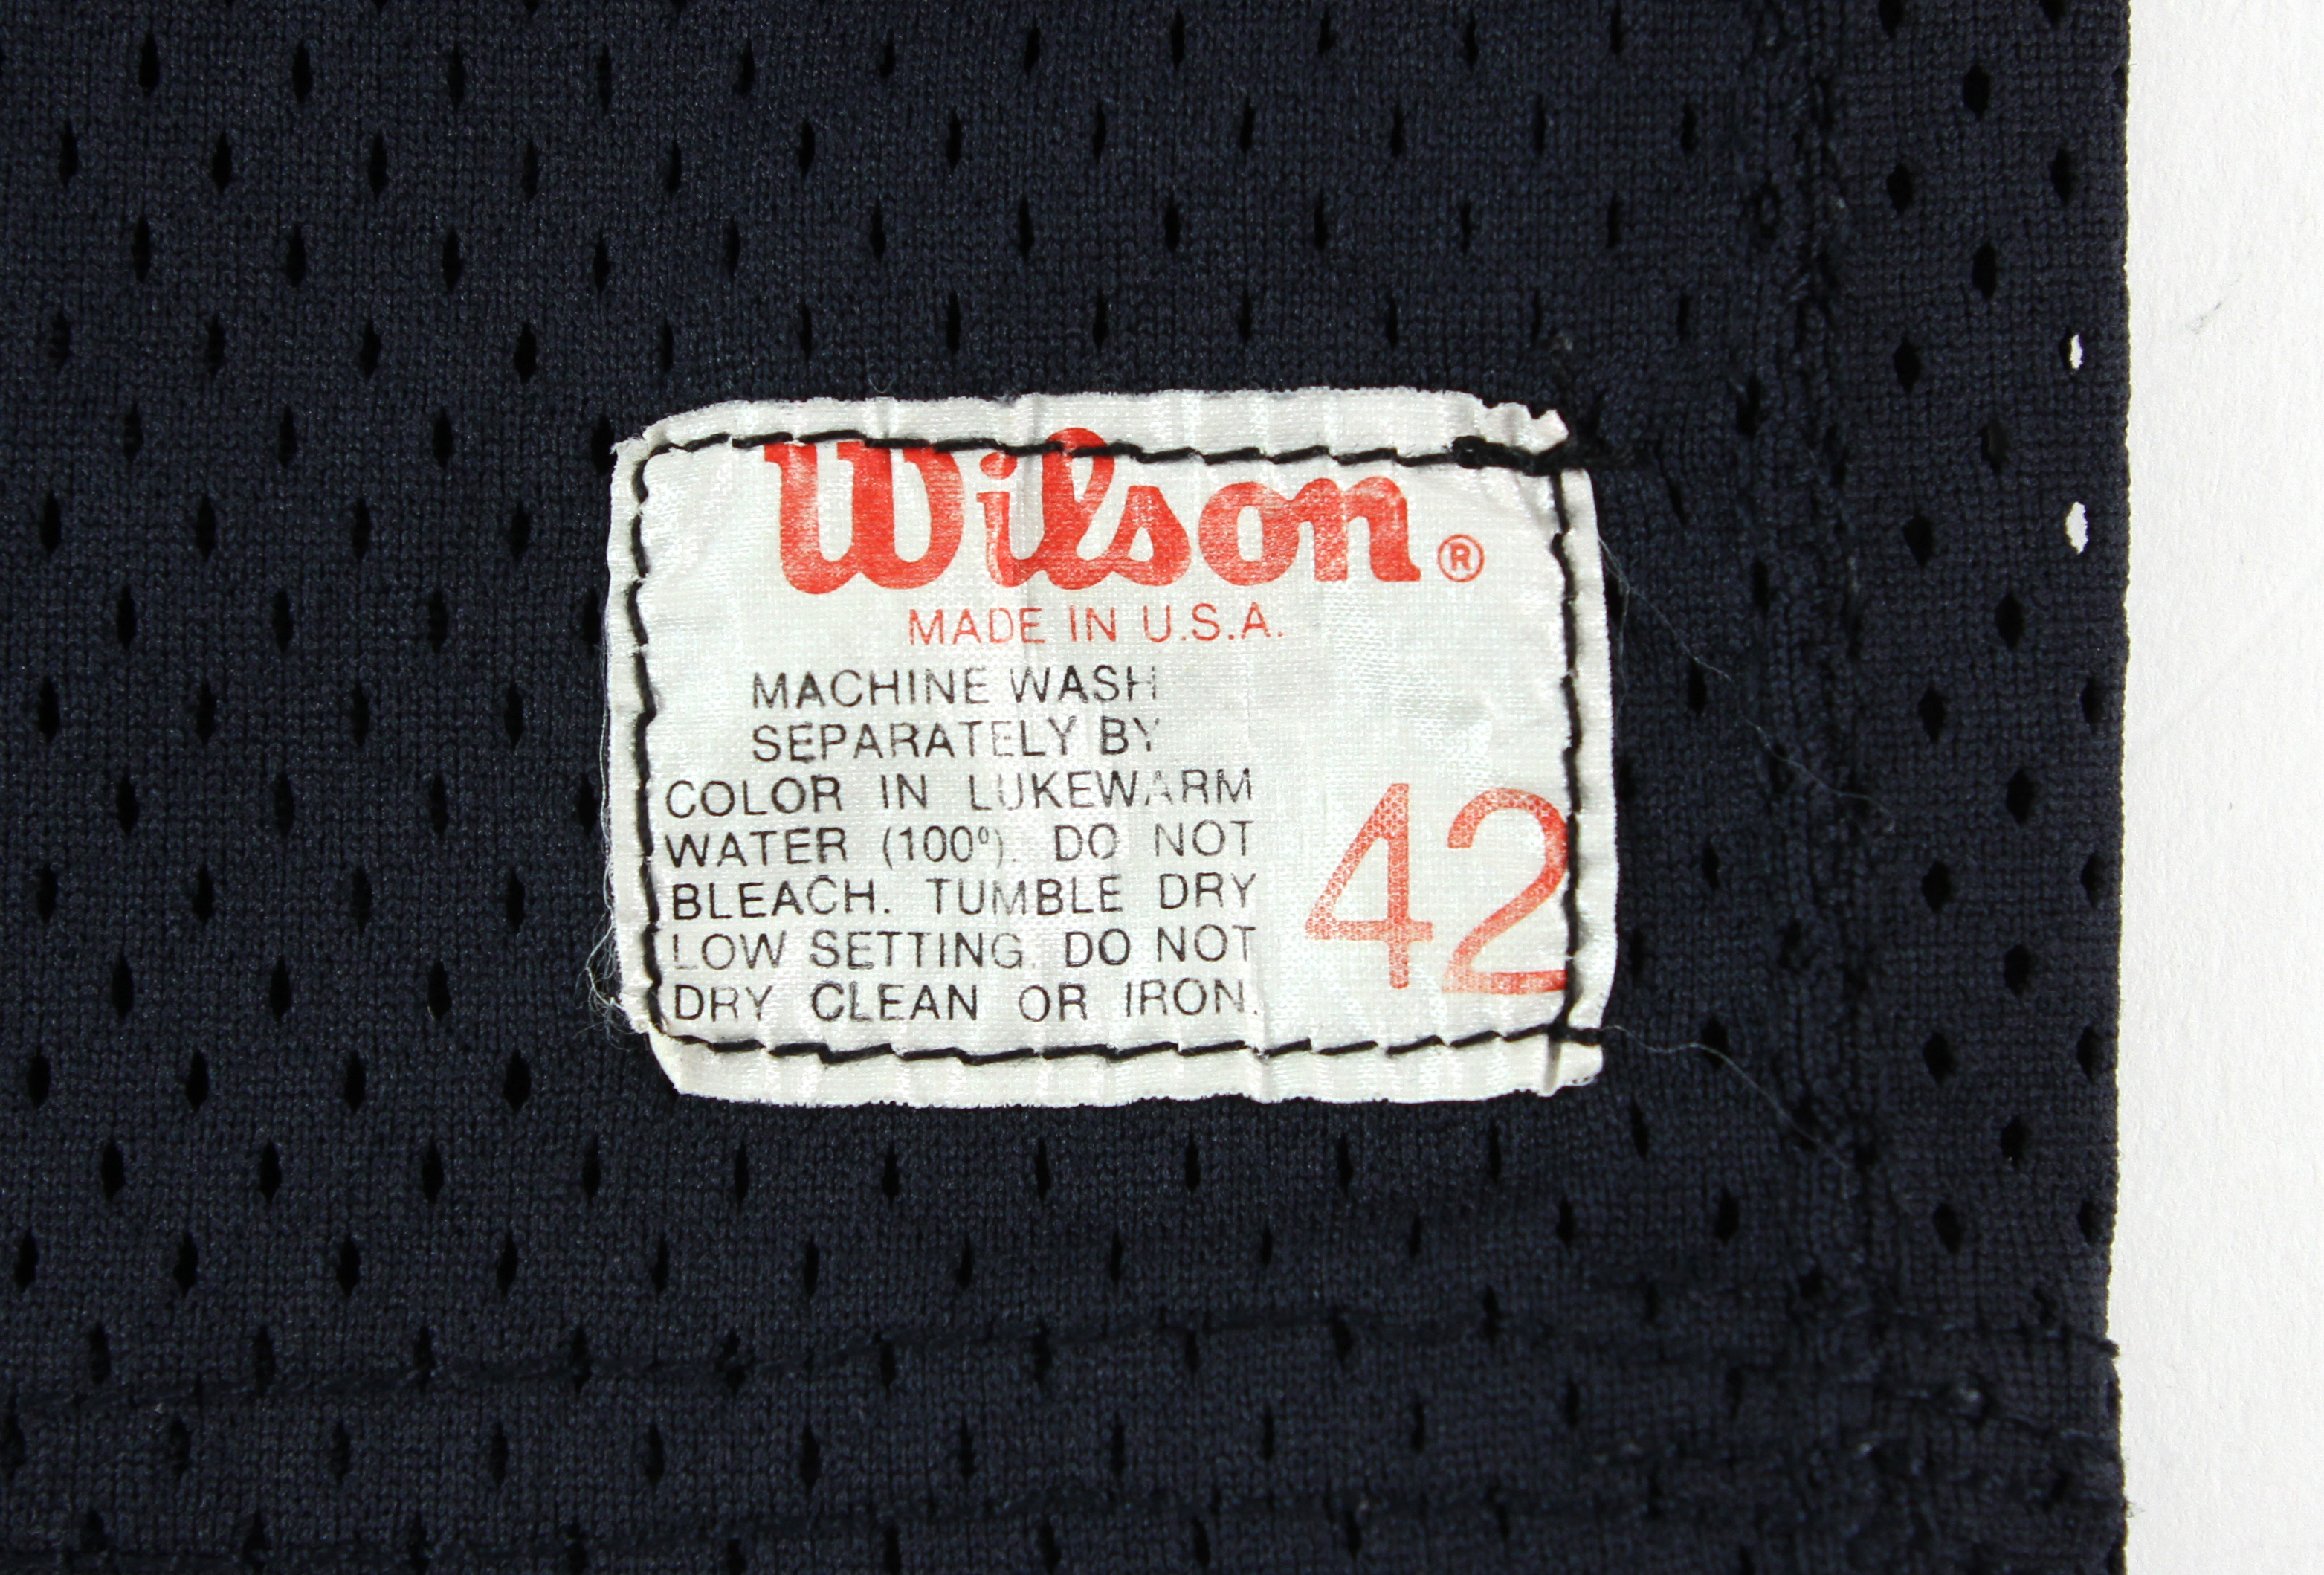 Wilson®
MADE IN U.S.A.
MACHINE WASH
SEPARATELY BY
COLOR IN LUKEWARM
WATER (100º). DO NOT
BLEACH. TUMBLE DRY
LOW SETTING. DO NOT
DRY CLEAN OR IRON.
42